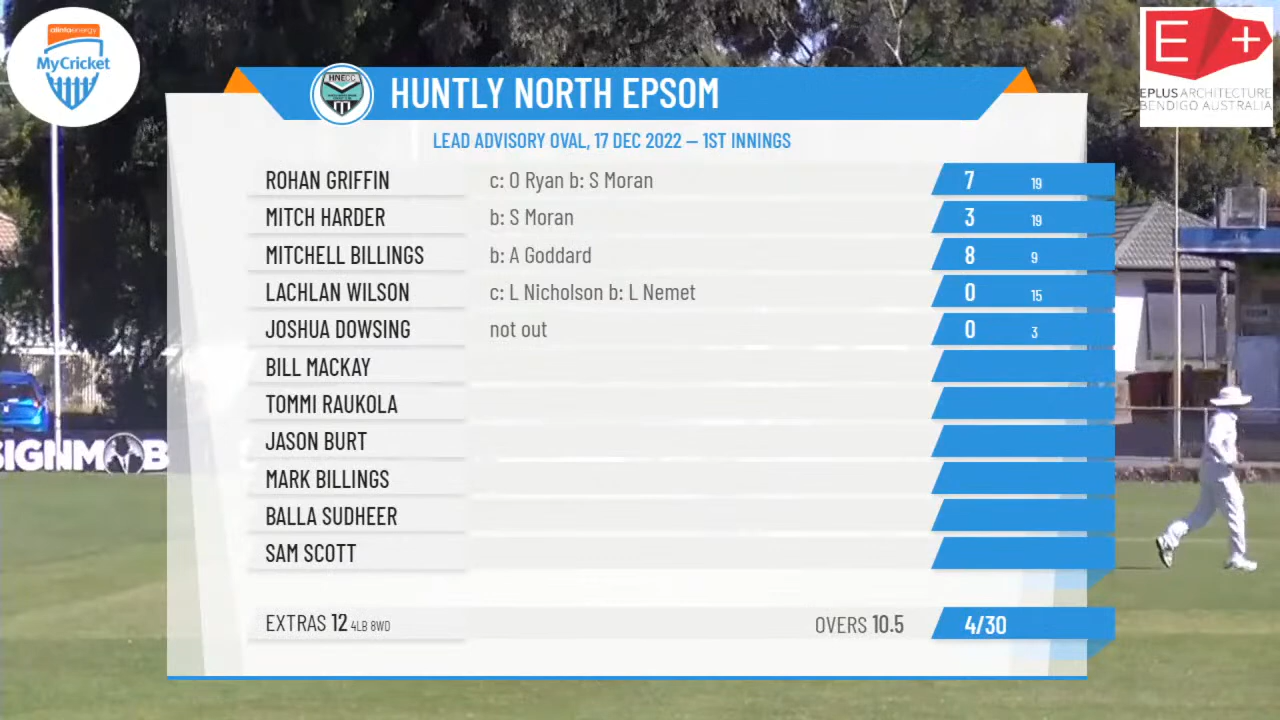 alintaenergy
MyCricket
E+
EPLUS ARCHITECTURE
BENDIGO AUSTRALIA
HNECC
HUNTLY NORTH EPSOM
LEAD ADVISORY OVAL, 17 DEC 2022 – 1ST INNINGS
ROHAN GRIFFIN c: O Ryan b: S Moran 7 19
MITCH HARDER b: S Moran 3 19
MITCHELL BILLINGS b: A Goddard 8 9
LACHLAN WILSON c: L Nicholson b: L Nemet 0 15
JOSHUA DOWSING not out 0 3
BILL MACKAY
TOMMI RAUKOLA
JASON BURT
MARK BILLINGS
BALLA SUDHEER
SAM SCOTT
EXTRAS 12 4LB 8WD OVERS 10.5 4/30
SIGNMOB